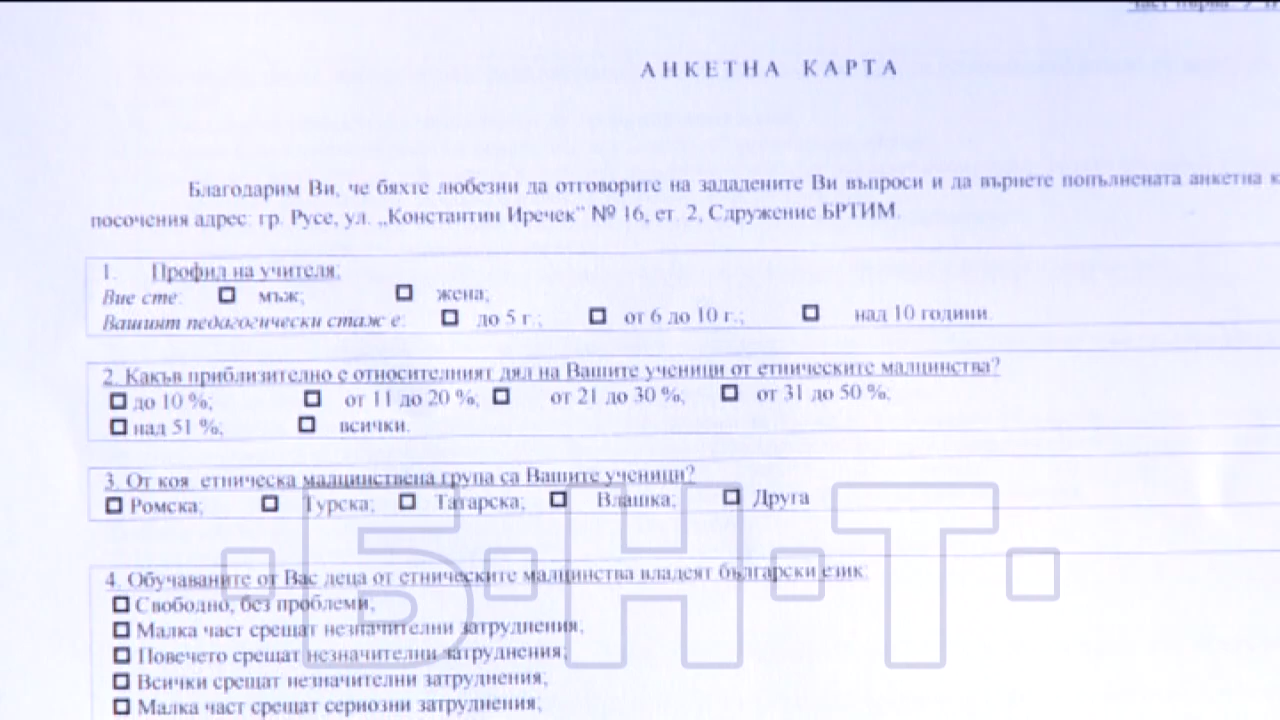 Част първа: У
АНКЕТНА КАРТА
Благодарим Ви, че бяхте любезни да отговорите на зададените Ви въпроси и да върнете попълнената анкетна к
посочения адрес: гр. Русе, ул. „Константин Иречек” № 16, ет. 2, Сдружение БРТИМ.
1. Профил на учителя:
Вие сте: ☐ мъж; ☐ жена;
Вашият педагогически стаж е: ☐ до 5 г.; ☐ от 6 до 10 г.; ☐ над 10 години.
2. Какъв приблизително е относителният дял на Вашите ученици от етническите малцинства?
☐ до 10 %; ☐ от 11 до 20 %; ☐ от 21 до 30 %; ☐ от 31 до 50 %;
☐ над 51 %; ☐ всички.
3. От коя етническа малцинствена група са Вашите ученици?
☐ Ромска; ☐ Турска; ☐ Татарска; ☐ Влашка; ☐ Друга
4. Обучаваните от Вас деца от етническите малцинства владеят български език:
☐ Свободно, без проблеми;
☐ Малка част срещат незначителни затруднения;
☐ Повечето срещат незначителни затруднения;
☐ Всички срещат незначителни затруднения;
☐ Малка част срещат сериозни затруднения;
·Б·Н·Т·